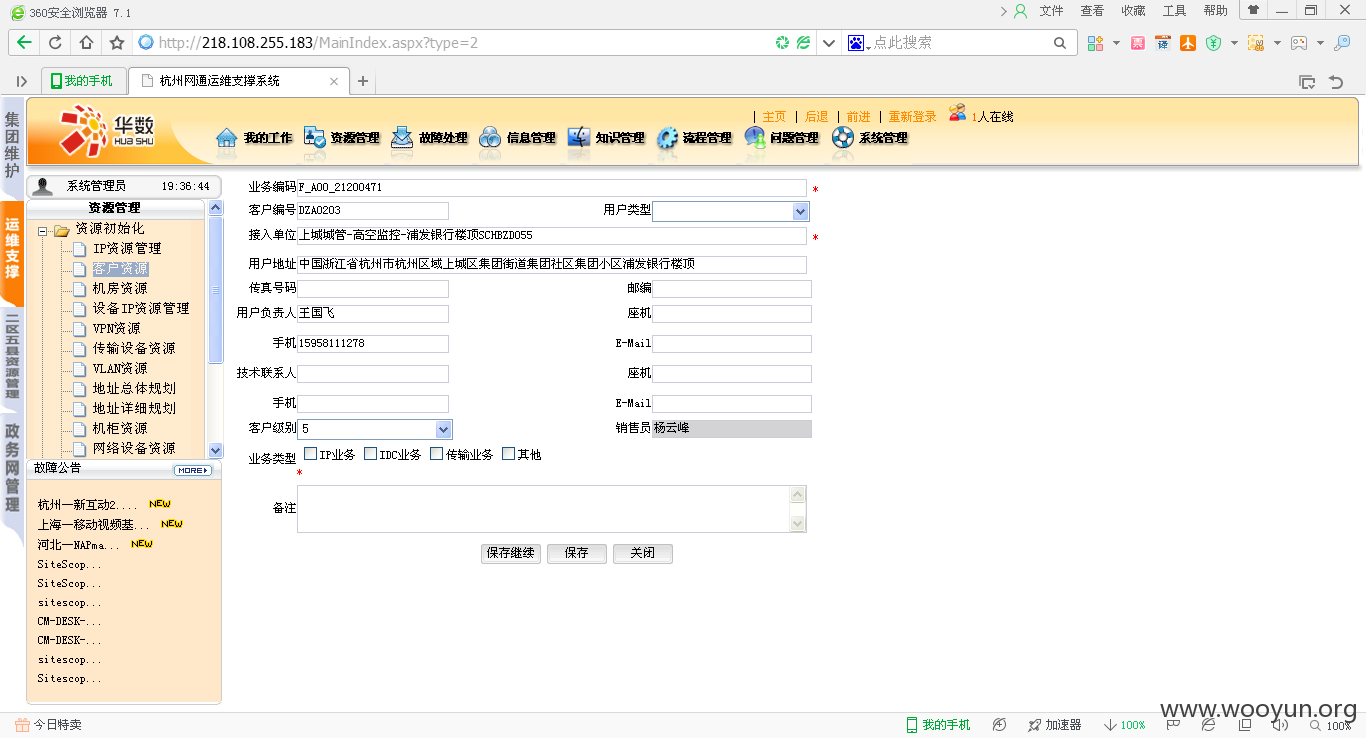 360安全浏览器 7.1
文件 查看 收藏 工具 帮助
http://218.108.255.183/MainIndex.aspx?type=2
点此搜索
我的手机
杭州网通运维支撑系统
集团维护
运维支撑
二区五县资源管理
政务网管理
华数
HUA SHU
| 主页 | 后退 | 前进 | 重新登录 1人在线
我的工作 资源管理 故障处理 信息管理 知识管理 流程管理 问题管理 系统管理
系统管理员 19:36:44
资源管理
资源初始化
IP资源管理
客户资源
机房资源
设备IP资源管理
VPN资源
传输设备资源
VLAN资源
地址总体规划
地址详细规划
机柜资源
网络设备资源
故障公告 MORE
杭州一新互动2.... NEW
上海一移动视频基... NEW
河北一NAPma... NEW
SiteScop...
SiteScop...
sitescop...
CM-DESK-...
CM-DESK-...
sitescop...
Sitescop...
业务编码 F_A00_21200471 *
客户编号 DZA0203 用户类型
接入单位 上城城管-高空监控-浦发银行楼顶SCHBZD055 *
用户地址 中国浙江省杭州市杭州区域上城区集团街道集团社区集团小区浦发银行楼顶
传真号码 邮编
用户负责人 王国飞 座机
手机 15958111278 E-Mail
技术联系人 座机
手机 E-Mail
客户级别 5 销售员 杨云峰
业务类型 IP业务 IDC业务 传输业务 其他
*
备注
保存继续 保存 关闭
www.wooyun.org
今日特卖
我的手机 加速器 100% 100%